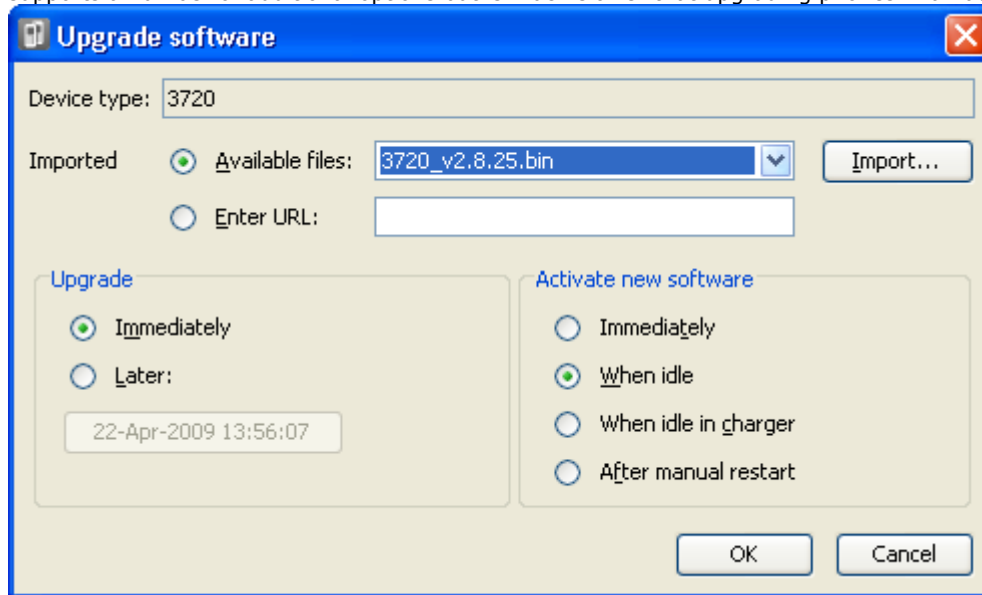 Upgrade software
Device type: 3720
Imported Available files: 3720_v2.8.25.bin Import...
Enter URL:
Upgrade Activate new software
Immediately Immediately
Later: When idle
22-Apr-2009 13:56:07 When idle in charger
After manual restart
OK Cancel